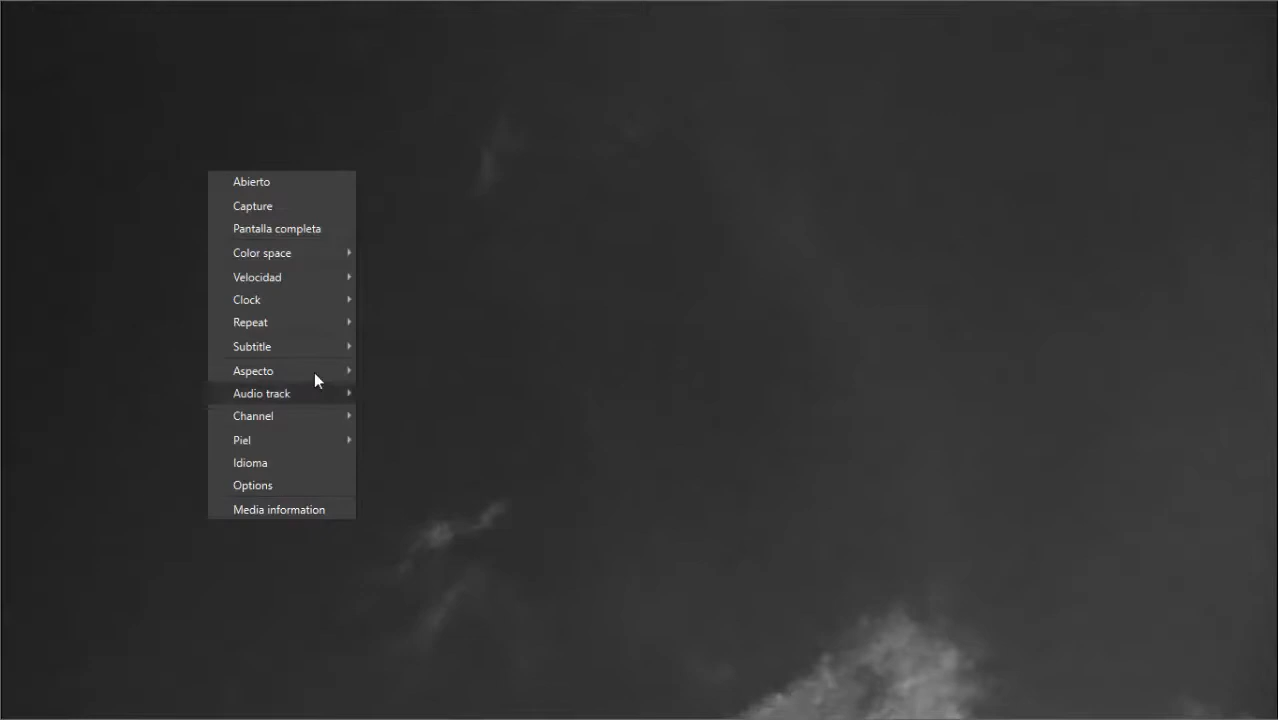 Abierto
Capture
Pantalla completa
Color space
Velocidad
Clock
Repeat
Subtitle
Aspecto
Audio track
Channel
Piel
Idioma
Options
Media information